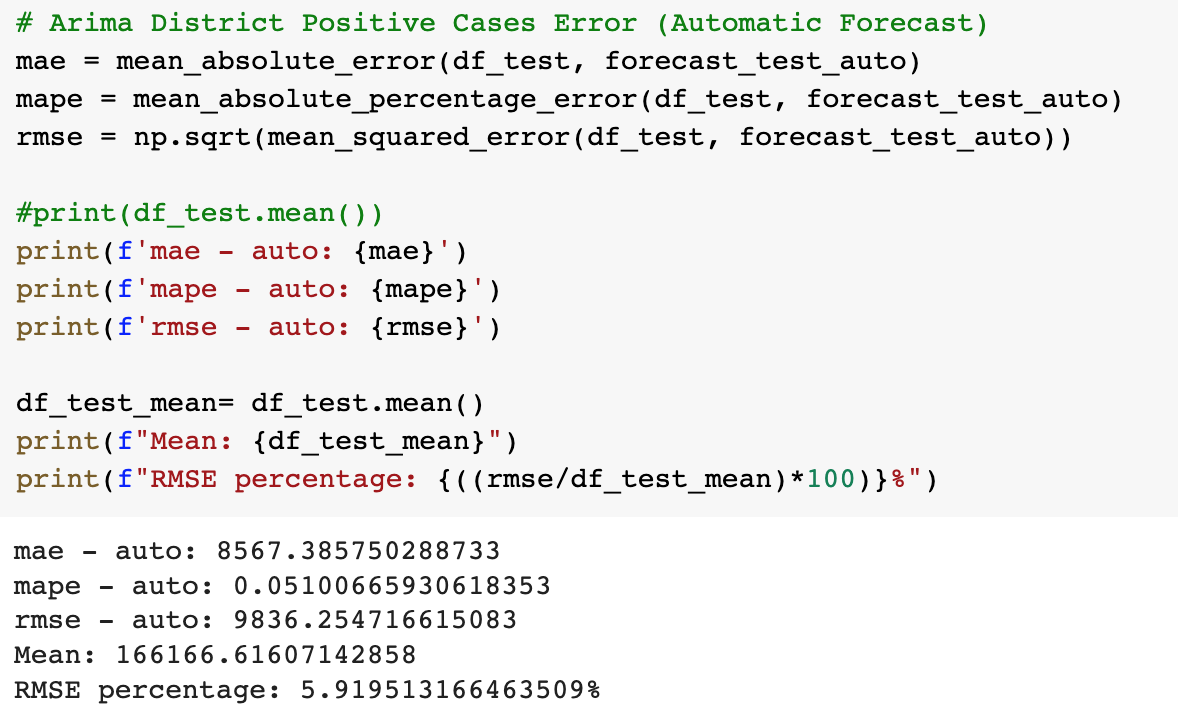 # Arima District Positive Cases Error (Automatic Forecast)
mae = mean_absolute_error(df_test, forecast_test_auto)
mape = mean_absolute_percentage_error(df_test, forecast_test_auto)
rmse = np.sqrt(mean_squared_error(df_test, forecast_test_auto))
#print(df_test.mean())
print(f'mae - auto: {mae}')
print(f'mape - auto: {mape}')
print(f'rmse - auto: {rmse}')
df_test_mean= df_test.mean()
print(f"Mean: {df_test_mean}")
print(f"RMSE percentage: {((rmse/df_test_mean)*100)}%")
mae - auto: 8567.385750288733
mape - auto: 0.05100665930618353
rmse - auto: 9836.254716615083
Mean: 166166.61607142858
RMSE percentage: 5.919513166463509%